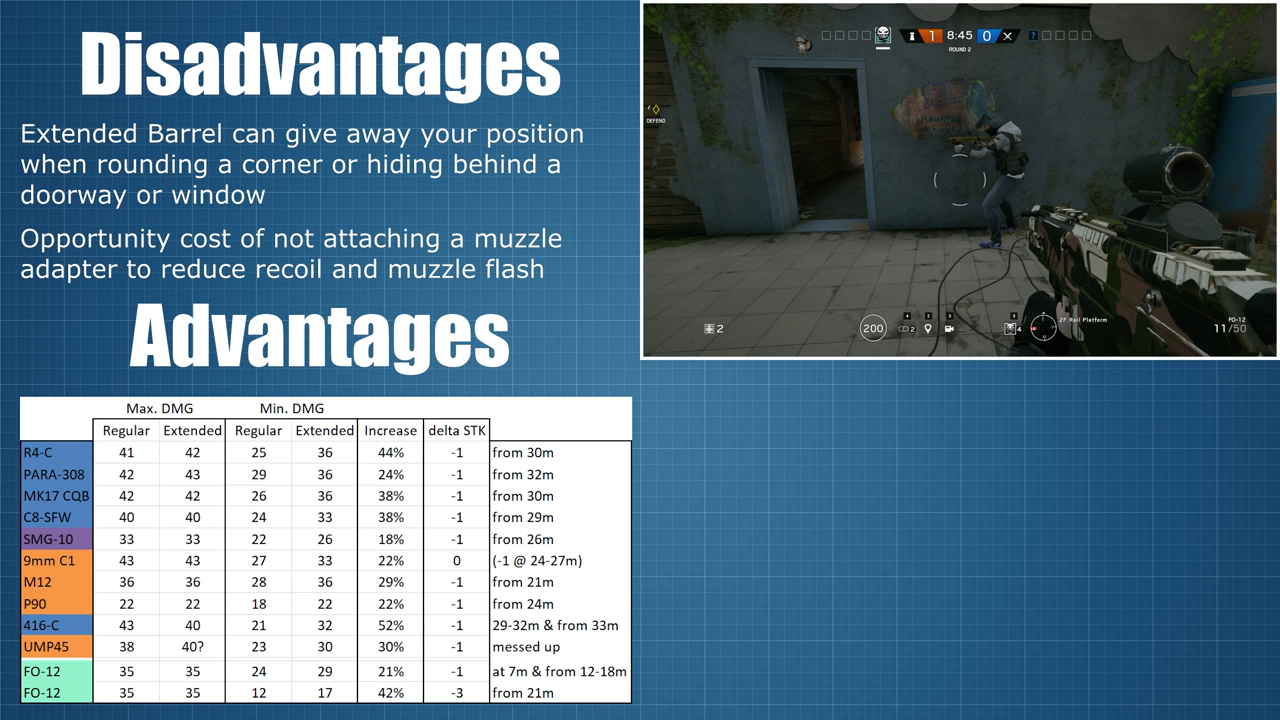 Disadvantages
Extended Barrel can give away your position
when rounding a corner or hiding behind a
doorway or window
Opportunity cost of not attaching a muzzle
adapter to reduce recoil and muzzle flash
Advantages
Max. DMG Min. DMG
Regular Extended Regular Extended Increase delta STK
R4-C 41 42 25 36 44% -1 from 30m
PARA-308 42 43 29 36 24% -1 from 32m
MK17 CQB 42 42 26 36 38% -1 from 30m
C8-SFW 40 40 24 33 38% -1 from 29m
SMG-10 33 33 22 26 18% -1 from 26m
9mm C1 43 43 27 33 22% 0 (-1 @ 24-27m)
M12 36 36 28 36 29% -1 from 21m
P90 22 22 18 22 22% -1 from 24m
416-C 43 40 21 32 52% -1 29-32m & from 33m
UMP45 38 40? 23 30 30% -1 messed up
FO-12 35 35 24 29 21% -1 at 7m & from 12-18m
FO-12 35 35 12 17 42% -3 from 21m
1 8:45 0 ?
ROUND 2
DEFEND
Haunted
2F Rail Platform
FO-12
2 200 2 4 11/50